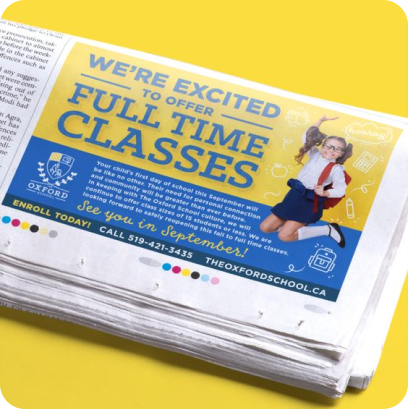 WE'RE EXCITED
TO OFFER
FULL TIME
CLASSES
Your child's first day of school this September will
be like no other. Their need for personal connection
and community will be greater than ever before.
In keeping with The Oxford School culture, we will
continue to offer class sizes of 18 students or less. We are
looking forward to safely reopening this fall to full time classes.
See you in September!
OXFORD
ENROLL TODAY! CALL 519-421-3435 THEOXFORDSCHOOL.CA